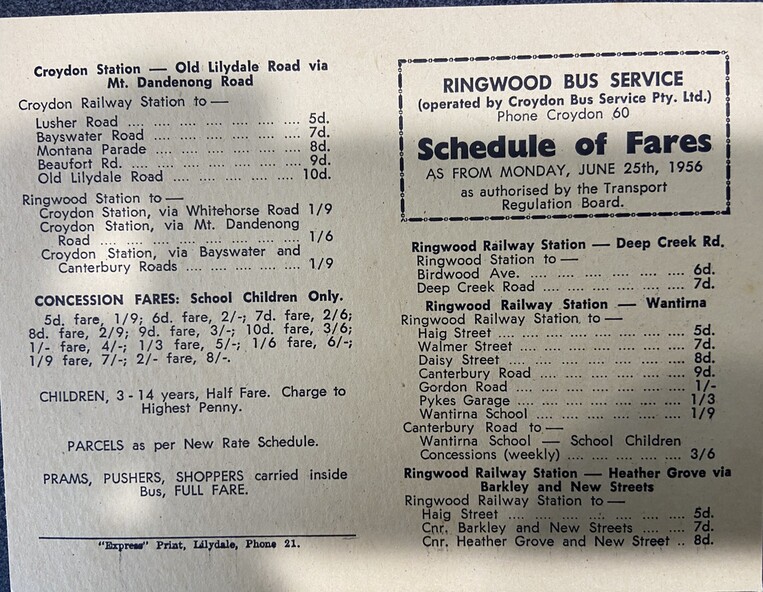 Croydon Station — Old Lilydale Road via
Mt. Dandenong Road
Croydon Railway Station to —
Lusher Road .... .... .... .... .... .... 5d.
Bayswater Road .... .... .... .... .... 7d.
Montana Parade .... .... .... .... .... 8d.
Beaufort Rd. .... .... .... .... .... .... 9d.
Old Lilydale Road .... .... .... .... ...10d.
Ringwood Station to —
Croydon Station, via Whitehorse Road 1/9
Croydon Station, via Mt. Dandenong
Road .... .... .... .... .... .... .... 1/6
Croydon Station, via Bayswater and
Canterbury Roads .... .... .... .... 1/9
CONCESSION FARES: School Children Only.
5d. fare, 1/9; 6d. fare, 2/-; 7d. fare, 2/6;
8d. fare, 2/9; 9d. fare, 3/-; 10d. fare, 3/6;
1/- fare, 4/-; 1/3 fare, 5/-; 1/6 fare, 6/-;
1/9 fare, 7/-; 2/- fare, 8/-.
CHILDREN, 3 - 14 years, Half Fare. Charge to
Highest Penny.
PARCELS as per New Rate Schedule.
PRAMS, PUSHERS, SHOPPERS carried inside
Bus, FULL FARE.
"Express" Print, Lilydale, Phone 21.
RINGWOOD BUS SERVICE
(operated by Croydon Bus Service Pty. Ltd.)
Phone Croydon 60
Schedule of Fares
AS FROM MONDAY, JUNE 25th, 1956
as authorised by the Transport
Regulation Board.
Ringwood Railway Station — Deep Creek Rd.
Ringwood Station to —
Birdwood Ave. .... .... .... .... .... 6d.
Deep Creek Road .... .... .... .... .... 7d.
Ringwood Railway Station — Wantirna
Ringwood Railway Station, to —
Haig Street .... .... .... .... .... .... 5d.
Walmer Street .... .... .... .... .... .... 7d.
Daisy Street .... .... .... .... .... .... 8d.
Canterbury Road .... .... .... .... .... 9d.
Gordon Road .... .... .... .... .... .... 1/-
Pykes Garage .... .... .... .... .... .... 1/3
Wantirna School .... .... .... .... .... 1/9
Canterbury Road to —
Wantirna School — School Children
Concessions (weekly) .... .... .... .... 3/6
Ringwood Railway Station — Heather Grove via
Barkley and New Streets
Ringwood Railway Station to —
Haig Street .... .... .... .... .... .... 5d.
Cnr. Barkley and New Streets .... .... 7d.
Cnr. Heather Grove and New Street .. 8d.